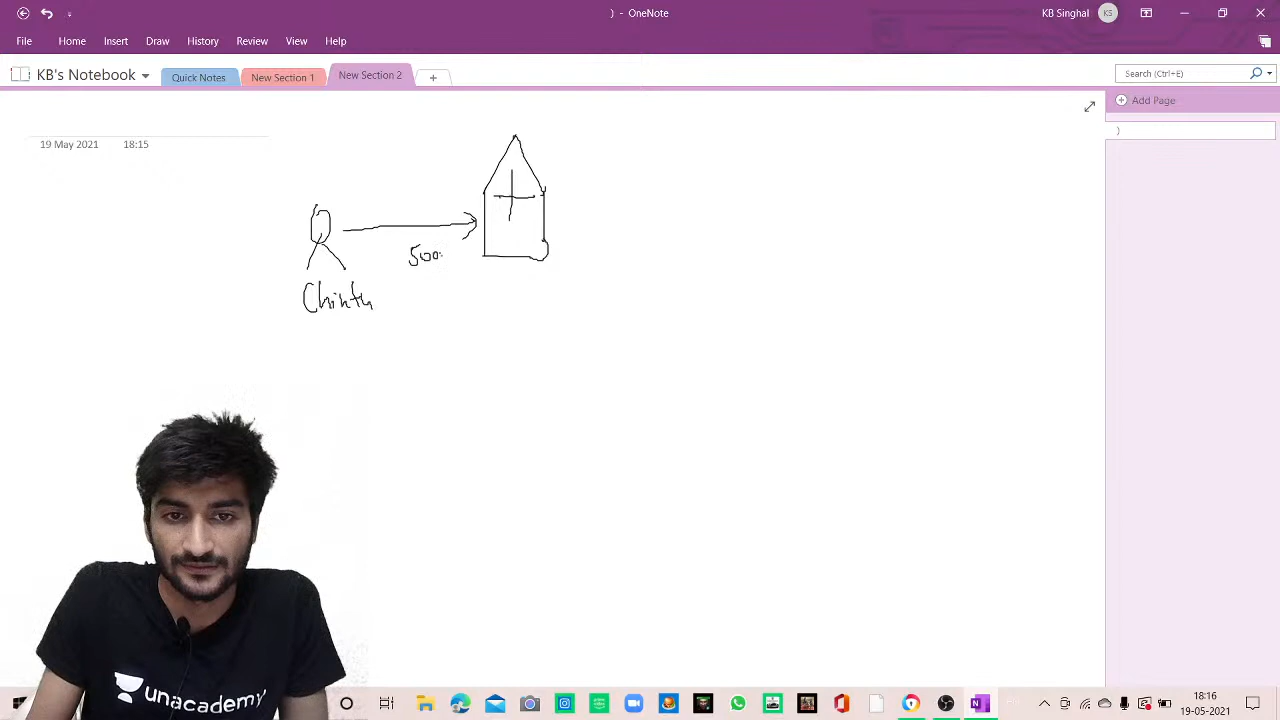 ) - OneNote
KB Singhal KS
File Home Insert Draw History Review View Help
KB's Notebook Quick Notes New Section 1 New Section 2 +
Search (Ctrl+E)
Add Page
)
19 May 2021 18:15
500
Chintu
unacademy
N
18:16
19-05-2021